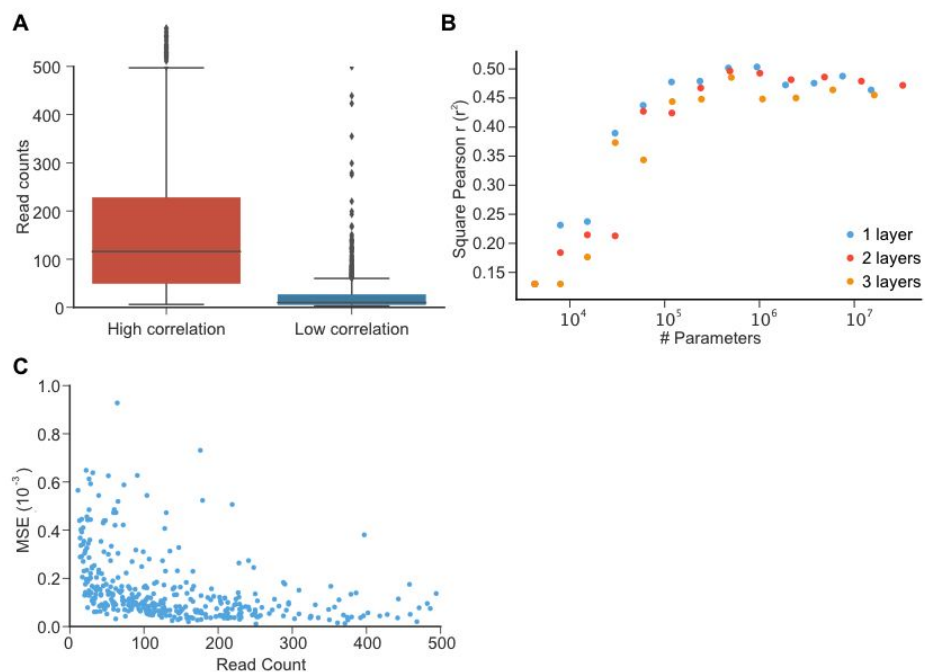 A
Read counts
500
400
300
200
100
0
High correlation
Low correlation
B
Square Pearson r (r²)
0.50
0.45
0.40
0.35
0.30
0.25
0.20
0.15
1 layer
2 layers
3 layers
10⁴
10⁵
10⁶
10⁷
# Parameters
C
MSE (10⁻³)
1.0
0.8
0.6
0.4
0.2
0.0
0
100
200
300
400
500
Read Count